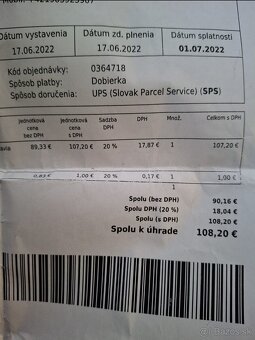 Dátum vystavenia Dátum zd. plnenia Dátum splatnosti
17.06.2022 17.06.2022 01.07.2022
Kód objednávky: 0364718
Spôsob platby: Dobierka
Spôsob doručenia: UPS (Slovak Parcel Service) (SPS)
Jednotková cena bez DPH Jednotková cena s DPH Sadzba DPH DPH Množ. Celkom s DPH
89,33 € 107,20 € 20 % 17,87 € 1 107,20 €
0,83 € 1,00 € 20 % 0,17 € 1 1,00 €
1
Spolu (bez DPH) 90,16 €
Spolu DPH (20 %) 18,04 €
Spolu (s DPH) 108,20 €
Spolu k úhrade 108,20 €